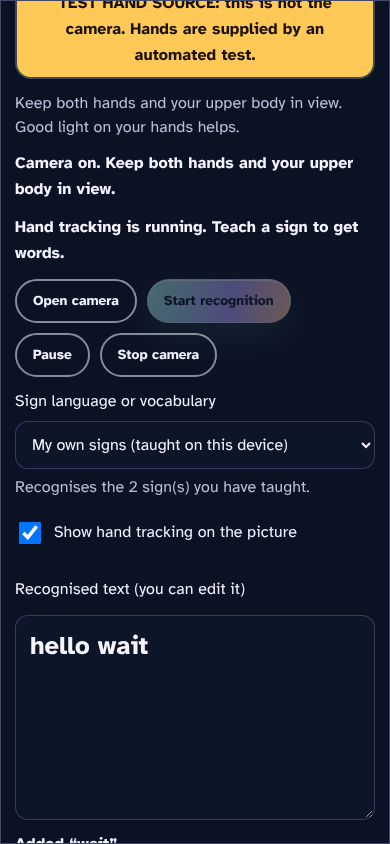 TEST HAND SOURCE: this is not the
camera. Hands are supplied by an
automated test.
Keep both hands and your upper body in view.
Good light on your hands helps.
Camera on. Keep both hands and your upper
body in view.
Hand tracking is running. Teach a sign to get
words.
Open camera
Start recognition
Pause
Stop camera
Sign language or vocabulary
My own signs (taught on this device)
Recognises the 2 sign(s) you have taught.
Show hand tracking on the picture
Recognised text (you can edit it)
hello wait
Added “wait”